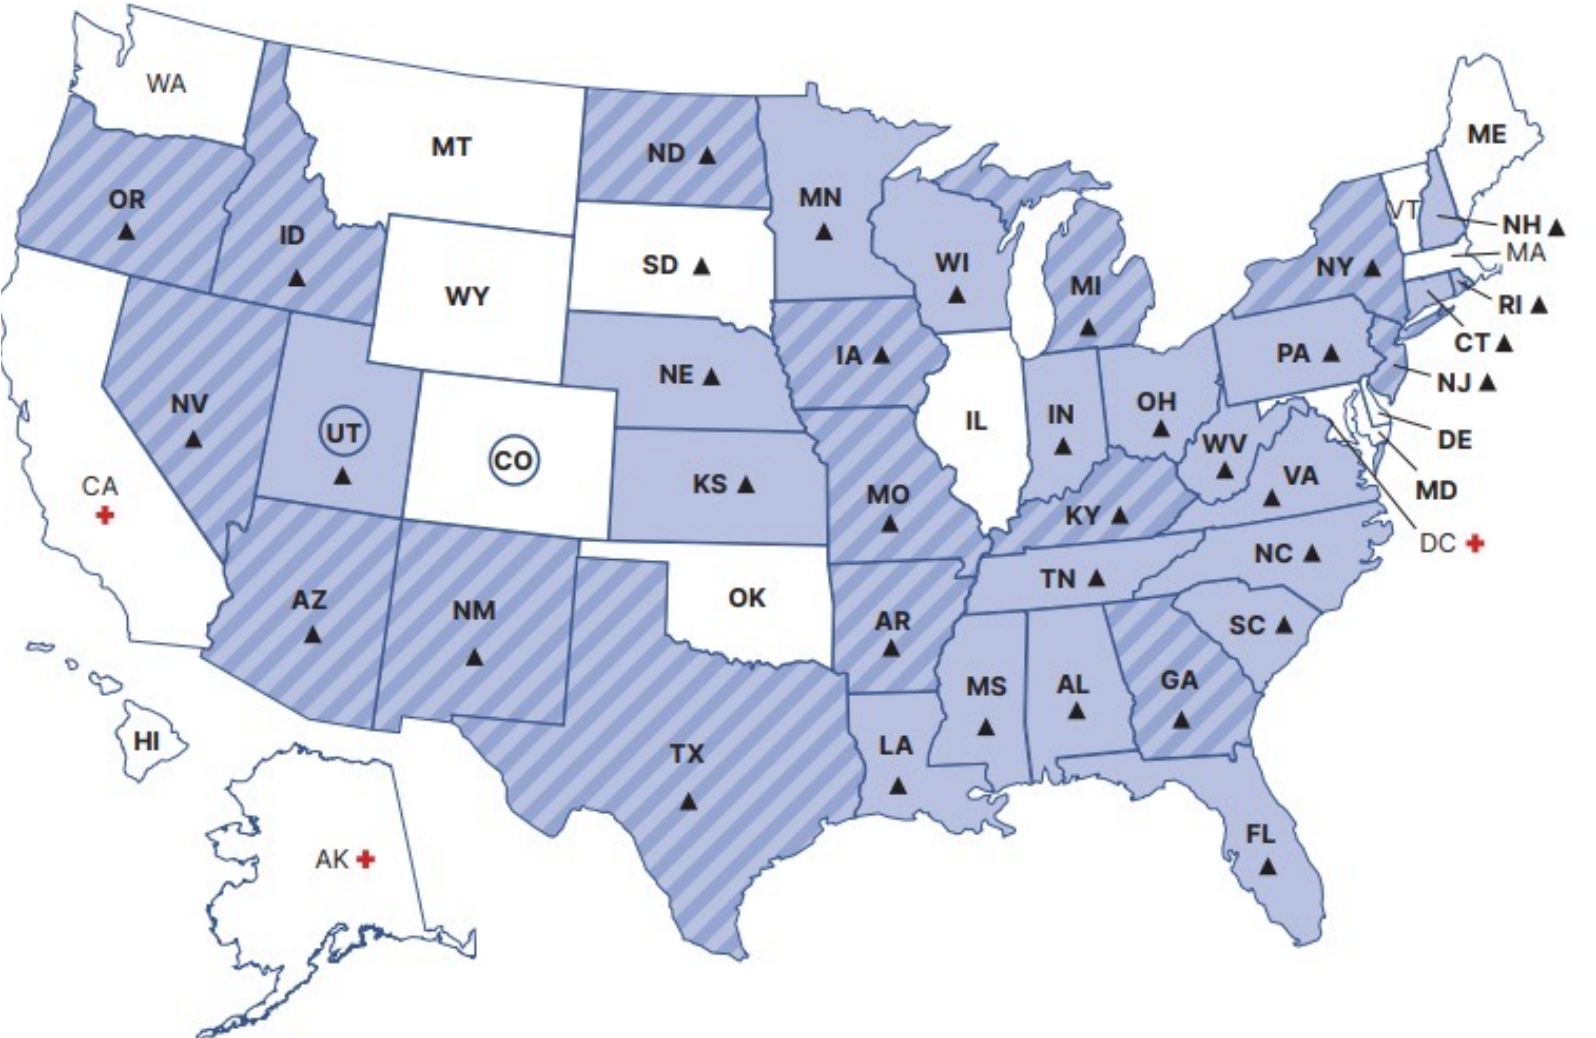 WA
MT
ND ▲
ME
OR
▲
ID
▲
MN
▲
VT
NH ▲
MA
SD ▲
WI
▲
NY ▲
MI
▲
WY
RI ▲
CT ▲
NE ▲
IA ▲
PA ▲
NJ ▲
NV
▲
UT
▲
CO
IL
IN
▲
OH
▲
DE
WV
▲
VA
▲
MD
CA
✚
KS ▲
MO
▲
KY ▲
DC ✚
NC ▲
TN ▲
AZ
▲
NM
▲
OK
AR
▲
SC ▲
MS
▲
AL
▲
GA
▲
HI
TX
▲
LA
▲
FL
▲
AK ✚